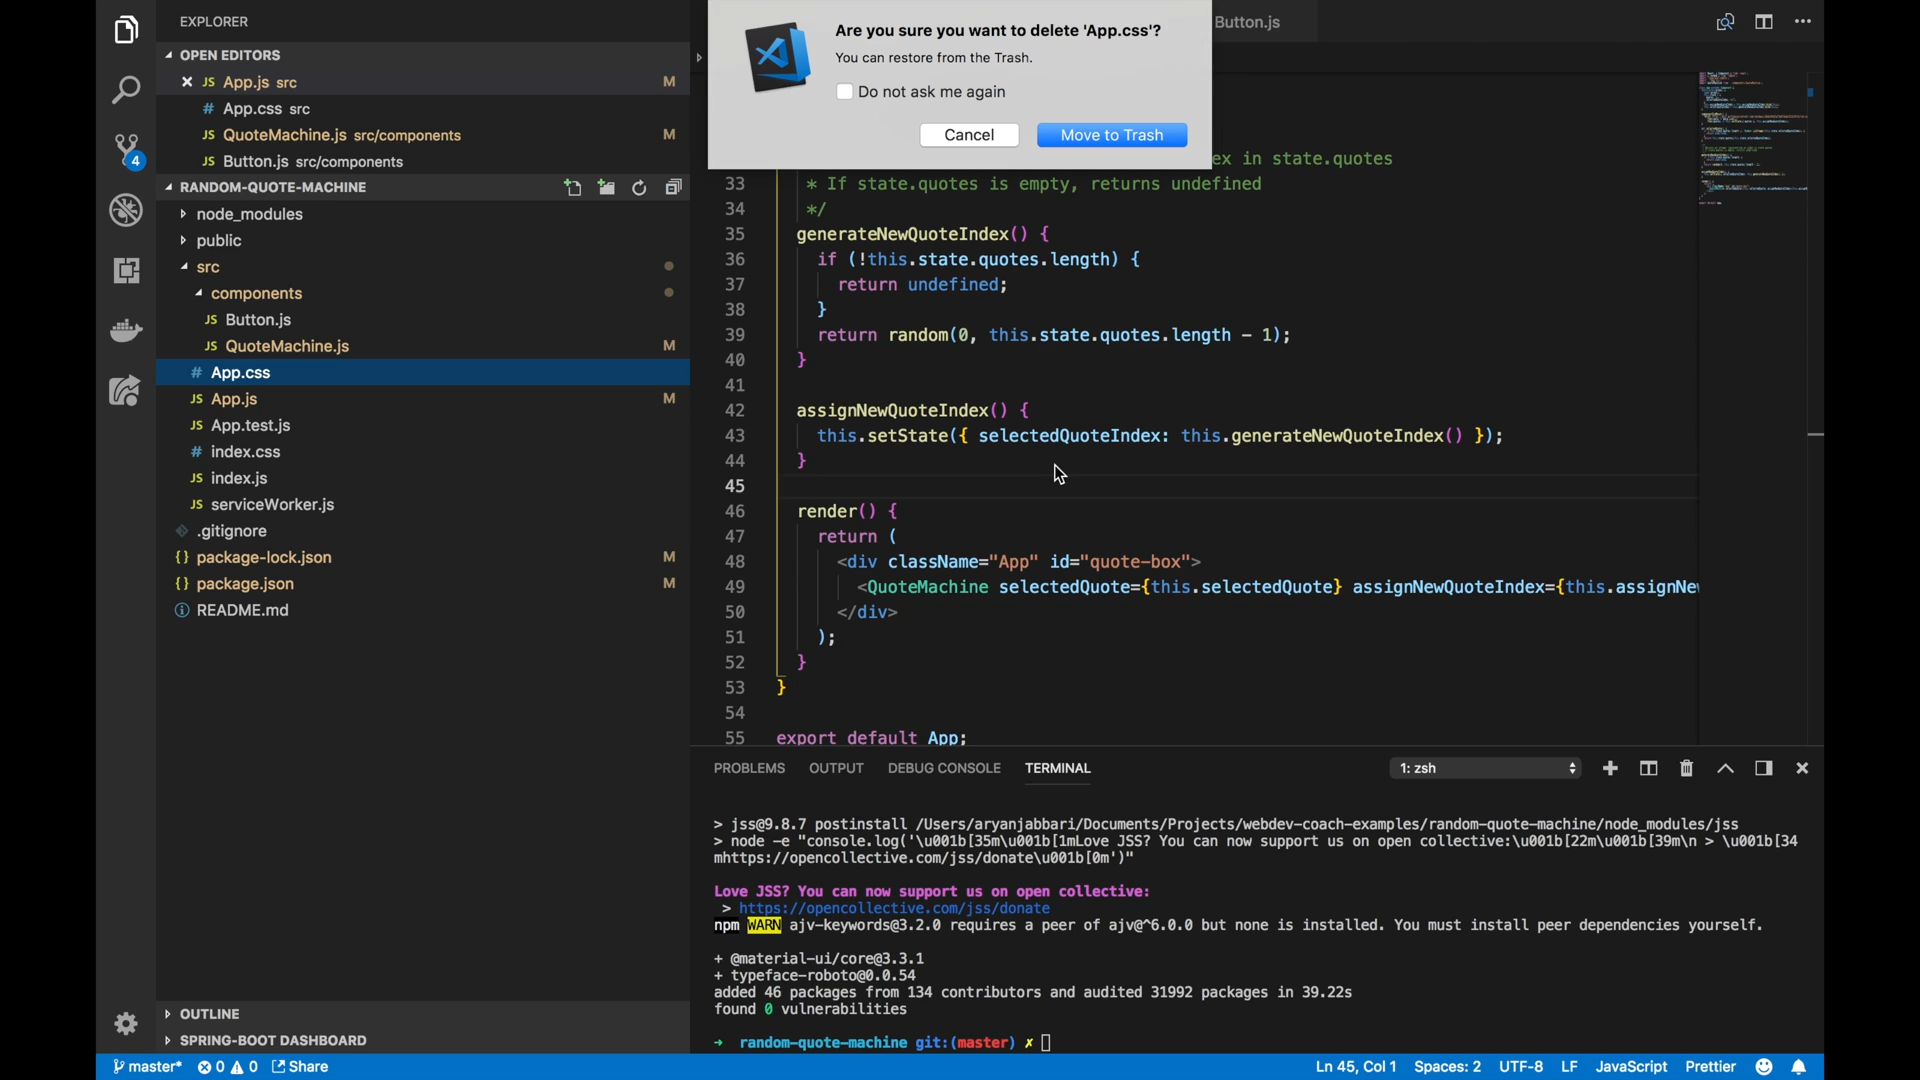 EXPLORER
OPEN EDITORS
JS App.js src M
# App.css src
JS QuoteMachine.js src/components M
JS Button.js src/components
RANDOM-QUOTE-MACHINE
node_modules
public
src
components
JS Button.js
JS QuoteMachine.js M
# App.css
JS App.js M
JS App.test.js
# index.css
JS index.js
JS serviceWorker.js
.gitignore
{} package-lock.json M
{} package.json M
README.md
4
OUTLINE
SPRING-BOOT DASHBOARD
Are you sure you want to delete 'App.css'?
You can restore from the Trash.
Do not ask me again
Cancel
Move to Trash
Button.js
ex in state.quotes
33 * If state.quotes is empty, returns undefined
34 */
35 generateNewQuoteIndex() {
36 if (!this.state.quotes.length) {
37 return undefined;
38 }
39 return random(0, this.state.quotes.length - 1);
40 }
41
42 assignNewQuoteIndex() {
43 this.setState({ selectedQuoteIndex: this.generateNewQuoteIndex() });
44 }
45
46 render() {
47 return (
48 <div className="App" id="quote-box">
49 <QuoteMachine selectedQuote={this.selectedQuote} assignNewQuoteIndex={this.assignNe
50 </div>
51 );
52 }
53 }
54
55 export default App;
PROBLEMS OUTPUT DEBUG CONSOLE TERMINAL 1: zsh
> jss@9.8.7 postinstall /Users/aryanjabbari/Documents/Projects/webdev-coach-examples/random-quote-machine/node_modules/jss
> node -e "console.log('\u001b[35m\u001b[1mLove JSS? You can now support us on open collective:\u001b[22m\u001b[39m\n > \u001b[34
mhttps://opencollective.com/jss/donate\u001b[0m')"
Love JSS? You can now support us on open collective:
> https://opencollective.com/jss/donate
npm WARN ajv-keywords@3.2.0 requires a peer of ajv@^6.0.0 but none is installed. You must install peer dependencies yourself.
+ @material-ui/core@3.3.1
+ typeface-roboto@0.0.54
added 46 packages from 134 contributors and audited 31992 packages in 39.22s
found 0 vulnerabilities
➜ random-quote-machine git:(master) ✗
master* 0 0 Share Ln 45, Col 1 Spaces: 2 UTF-8 LF JavaScript Prettier